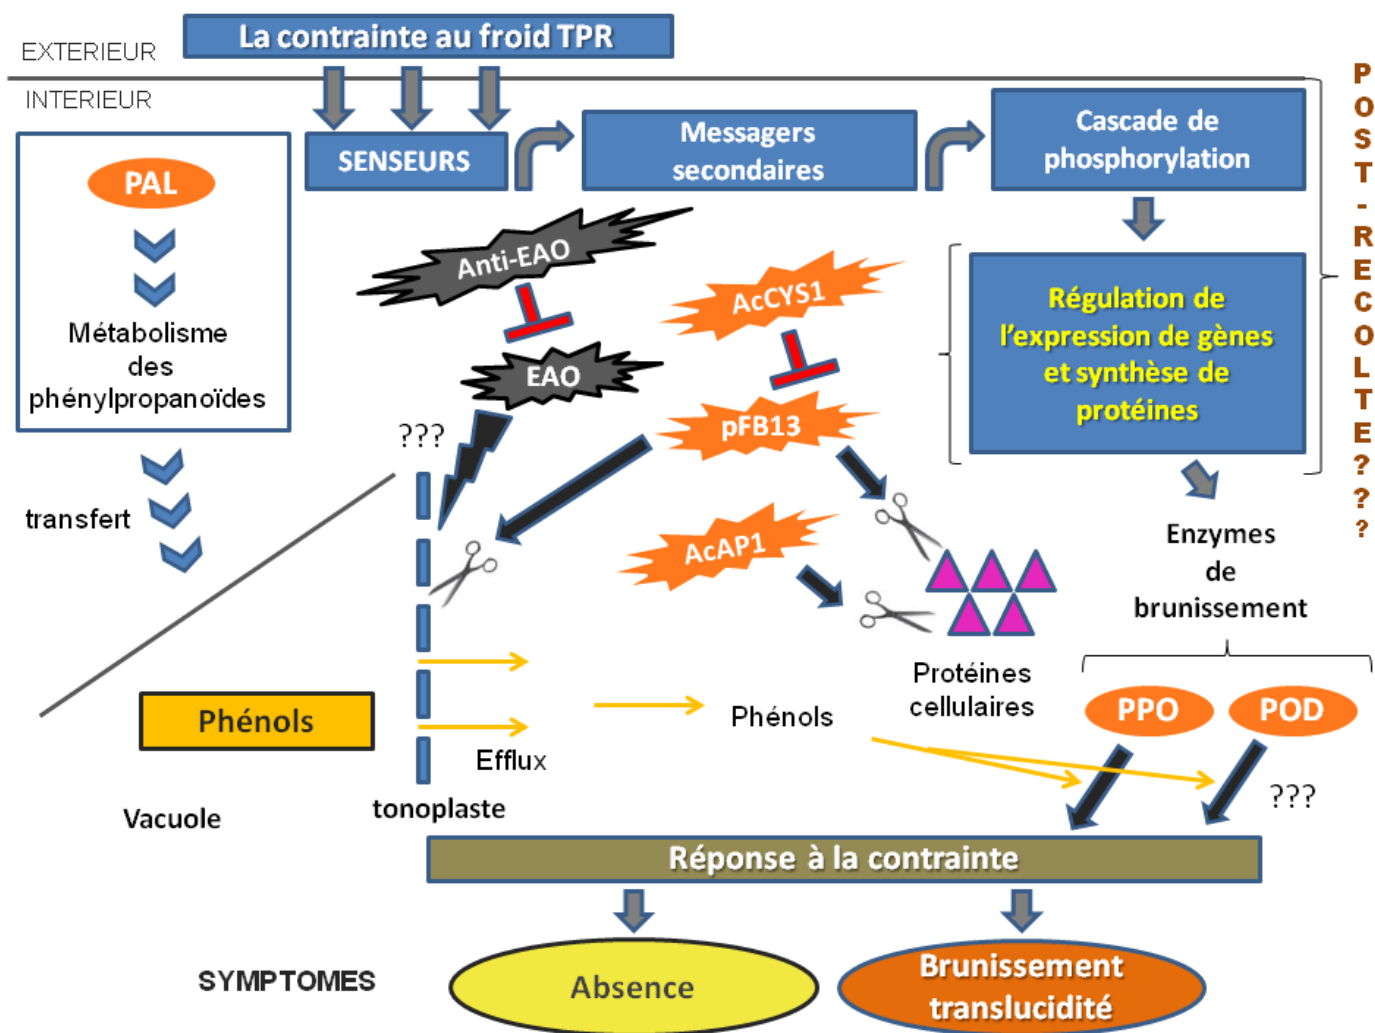 La contrainte au froid TPR
EXTERIEUR
INTERIEUR
SENSEURS
Messagers
secondaires
Cascade de
phosphorylation
POST-RECOLTE???
PAL
Métabolisme
des
phénylpropanoïdes
Anti-EAO
EAO
AcCYS1
pFB13
AcAP1
Régulation de
l'expression de gènes
et synthèse de
protéines
???
transfert
Enzymes
de
brunissement
Protéines
cellulaires
PPO
POD
Phénols
Efflux
Phénols
???
tonoplaste
Vacuole
Réponse à la contrainte
SYMPTOMES
Absence
Brunissement
translucidité